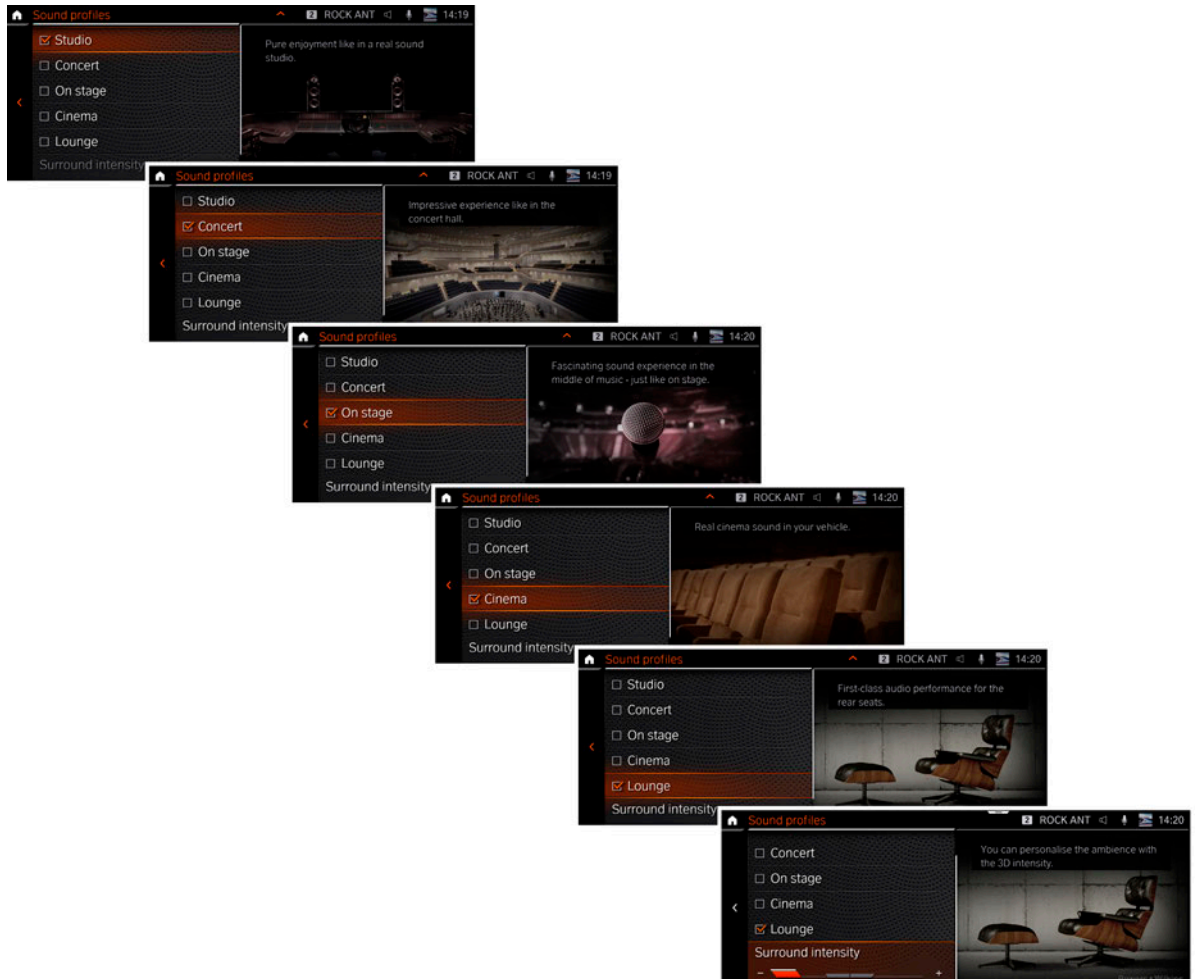 Sound profiles
2 ROCK ANT 14:19
Studio
Concert
On stage
Cinema
Lounge
Surround intensity
Pure enjoyment like in a real sound
studio.
Sound profiles
2 ROCK ANT 14:19
Studio
Concert
On stage
Cinema
Lounge
Surround intensity
Impressive experience like in the
concert hall.
Sound profiles
2 ROCK ANT 14:20
Studio
Concert
On stage
Cinema
Lounge
Surround intensity
Fascinating sound experience in the
middle of music - just like on stage.
Sound profiles
2 ROCK ANT 14:20
Studio
Concert
On stage
Cinema
Lounge
Surround intensity
Real cinema sound in your vehicle.
Sound profiles
2 ROCK ANT 14:20
Studio
Concert
On stage
Cinema
Lounge
Surround intensity
First-class audio performance for the
rear seats.
Sound profiles
2 ROCK ANT 14:20
Concert
On stage
Cinema
Lounge
Surround intensity
- +
You can personalise the ambience with
the 3D intensity.